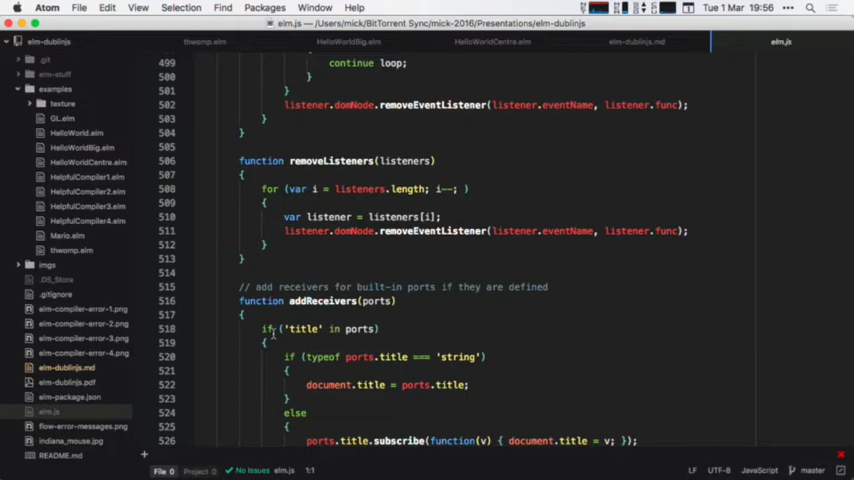 Atom File Edit View Selection Find Packages Window Help Tue 1 Mar 19:56
elm.js — /Users/mick/BitTorrent Sync/mick-2016/Presentations/elm-dublinjs
elm-dublinjs
thwomp.elm HelloWorldBig.elm HelloWorldCentre.elm elm-dublinjs.md elm.js
.git
elm-stuff
examples
texture
GL.elm
HelloWorld.elm
HelloWorldBig.elm
HelloWorldCentre.elm
HelpfulCompiler1.elm
HelpfulCompiler2.elm
HelpfulCompiler3.elm
HelpfulCompiler4.elm
Mario.elm
thwomp.elm
imgs
.DS_Store
.gitignore
elm-compiler-error-1.png
elm-compiler-error-2.png
elm-compiler-error-3.png
elm-compiler-error-4.png
elm-dublinjs.md
elm-dublinjs.pdf
elm-package.json
elm.js
flow-error-messages.png
indiana_mouse.jpg
README.md
499 continue loop;
500 }
501 }
502 listener.domNode.removeEventListener(listener.eventName, listener.func);
503 }
504 }
505
506 function removeListeners(listeners)
507 {
508 for (var i = listeners.length; i--; )
509 {
510 var listener = listeners[i];
511 listener.domNode.removeEventListener(listener.eventName, listener.func);
512 }
513 }
514
515 // add receivers for built-in ports if they are defined
516 function addReceivers(ports)
517 {
518 if ('title' in ports)
519 {
520 if (typeof ports.title === 'string')
521 {
522 document.title = ports.title;
523 }
524 else
525 {
526 ports.title.subscribe(function(v) { document.title = v; });
File 0 Project 0 No Issues elm.js 1:1 LF UTF-8 JavaScript master